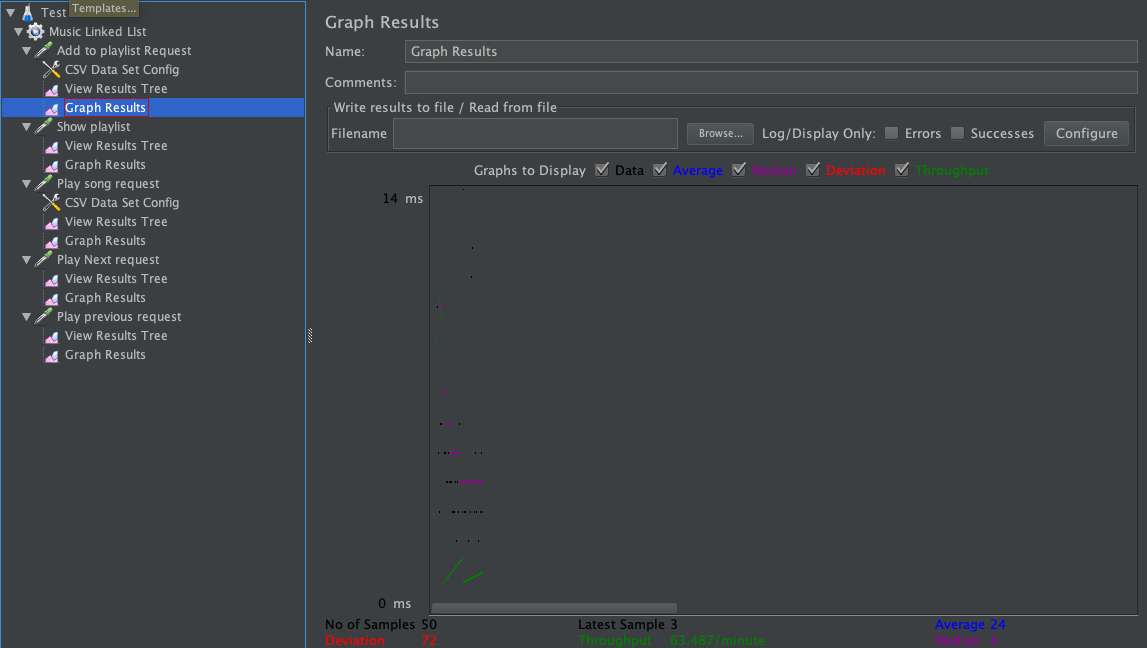 Test
Templates...
Music Linked LIst
Add to playlist Request
CSV Data Set Config
View Results Tree
Graph Results
Show playlist
View Results Tree
Graph Results
Play song request
CSV Data Set Config
View Results Tree
Graph Results
Play Next request
View Results Tree
Graph Results
Play previous request
View Results Tree
Graph Results
Graph Results
Name: Graph Results
Comments:
Write results to file / Read from file
Filename Browse... Log/Display Only: Errors Successes Configure
Graphs to Display Data Average Median Deviation Throughput
14 ms
0 ms
No of Samples 50 Latest Sample 3 Average 24
Deviation 72 Throughput 63.487/minute Median